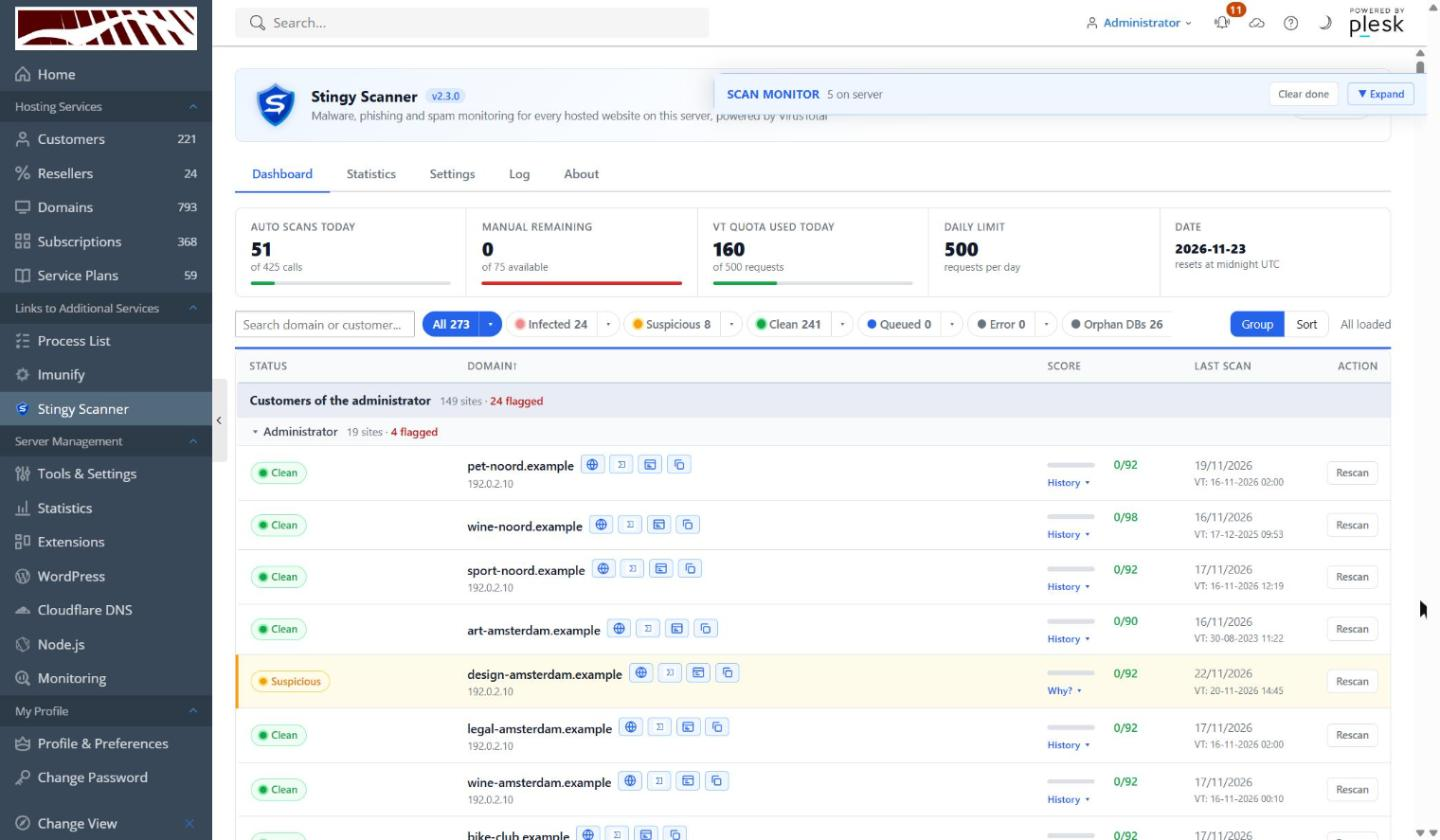 Search...
Administrator
11
POWERED BY
plesk
Home
Hosting Services
Customers 221
Resellers 24
Domains 793
Subscriptions 368
Service Plans 59
Links to Additional Services
Process List
Imunify
Stingy Scanner
Server Management
Tools & Settings
Statistics
Extensions
WordPress
Cloudflare DNS
Node.js
Monitoring
My Profile
Profile & Preferences
Change Password
Change View
Stingy Scanner v2.3.0
Malware, phishing and spam monitoring for every hosted website on this server, powered by VirusTotal
SCAN MONITOR 5 on server Clear done ▼ Expand
Dashboard Statistics Settings Log About
AUTO SCANS TODAY
51
of 425 calls
MANUAL REMAINING
0
of 75 available
VT QUOTA USED TODAY
160
of 500 requests
DAILY LIMIT
500
requests per day
DATE
2026-11-23
resets at midnight UTC
Search domain or customer... All 273 Infected 24 Suspicious 8 Clean 241 Queued 0 Error 0 Orphan DBs 26 Group Sort All loaded
STATUS DOMAIN↑ SCORE LAST SCAN ACTION
Customers of the administrator 149 sites · 24 flagged
Administrator 19 sites · 4 flagged
Clean pet-noord.example 0/92 19/11/2026 Rescan
192.0.2.10 History VT: 16-11-2026 02:00
Clean wine-noord.example 0/98 16/11/2026 Rescan
History VT: 17-12-2025 09:53
Clean sport-noord.example 0/92 17/11/2026 Rescan
192.0.2.10 History VT: 16-11-2026 12:19
Clean art-amsterdam.example 0/90 16/11/2026 Rescan
History VT: 30-08-2023 11:22
Suspicious design-amsterdam.example 0/92 22/11/2026 Rescan
192.0.2.10 Why? VT: 20-11-2026 14:45
Clean legal-amsterdam.example 0/92 17/11/2026 Rescan
192.0.2.10 History VT: 16-11-2026 02:00
Clean wine-amsterdam.example 0/92 17/11/2026 Rescan
192.0.2.10 History VT: 16-11-2026 00:10
bike-club.example 0/92 17/11/2026